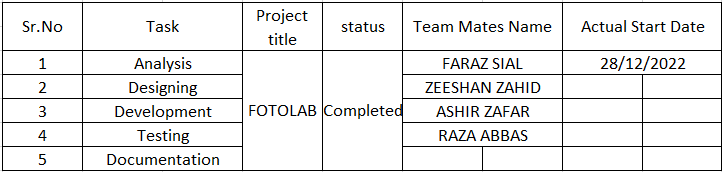 Sr.No Task Project title status Team Mates Name Actual Start Date
1 Analysis FOTOLAB Completed FARAZ SIAL 28/12/2022
2 Designing ZEESHAN ZAHID
3 Development ASHIR ZAFAR
4 Testing RAZA ABBAS
5 Documentation